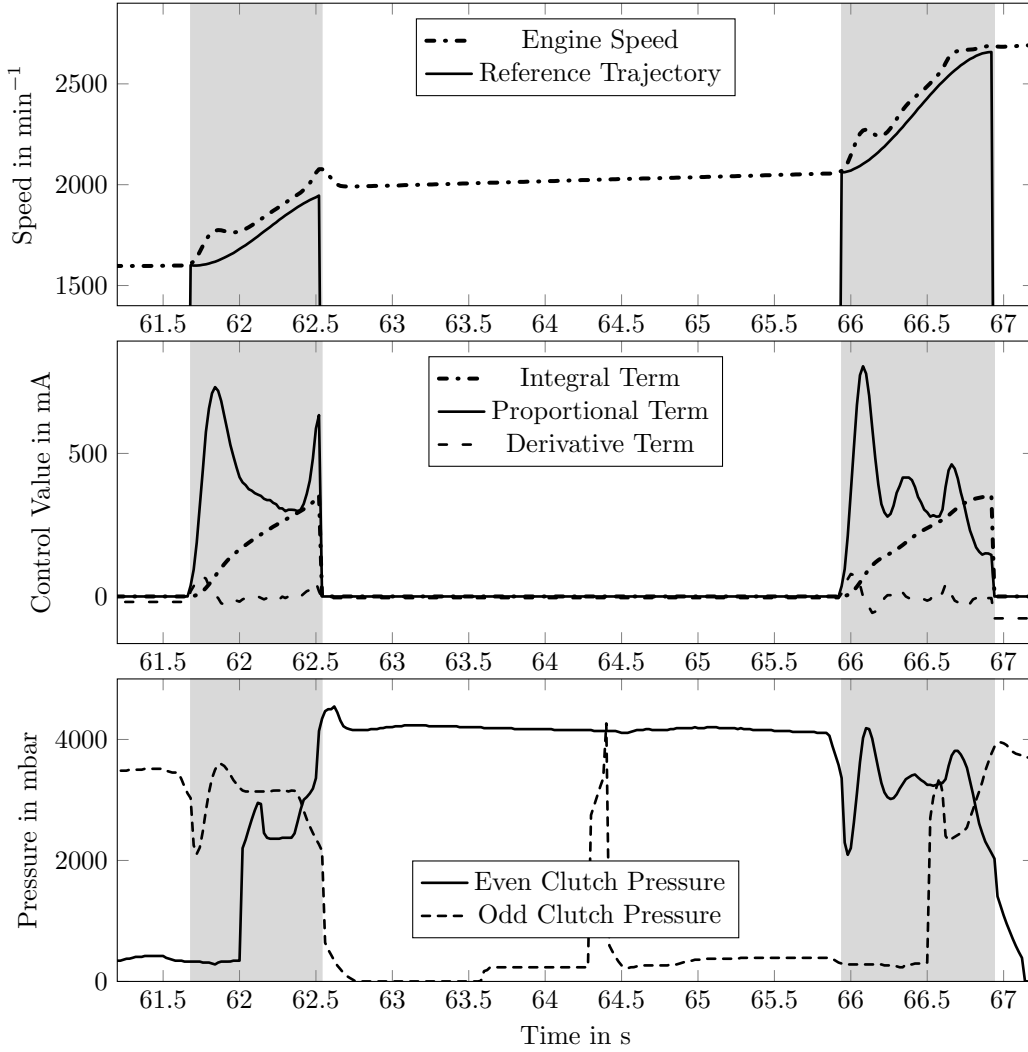 Speed in min−1
2500
2000
1500
Engine Speed
Reference Trajectory
61.5 62 62.5 63 63.5 64 64.5 65 65.5 66 66.5 67
Control Value in mA
500
0
Integral Term
Proportional Term
Derivative Term
61.5 62 62.5 63 63.5 64 64.5 65 65.5 66 66.5 67
Pressure in mbar
4000
2000
0
Even Clutch Pressure
Odd Clutch Pressure
61.5 62 62.5 63 63.5 64 64.5 65 65.5 66 66.5 67
Time in s